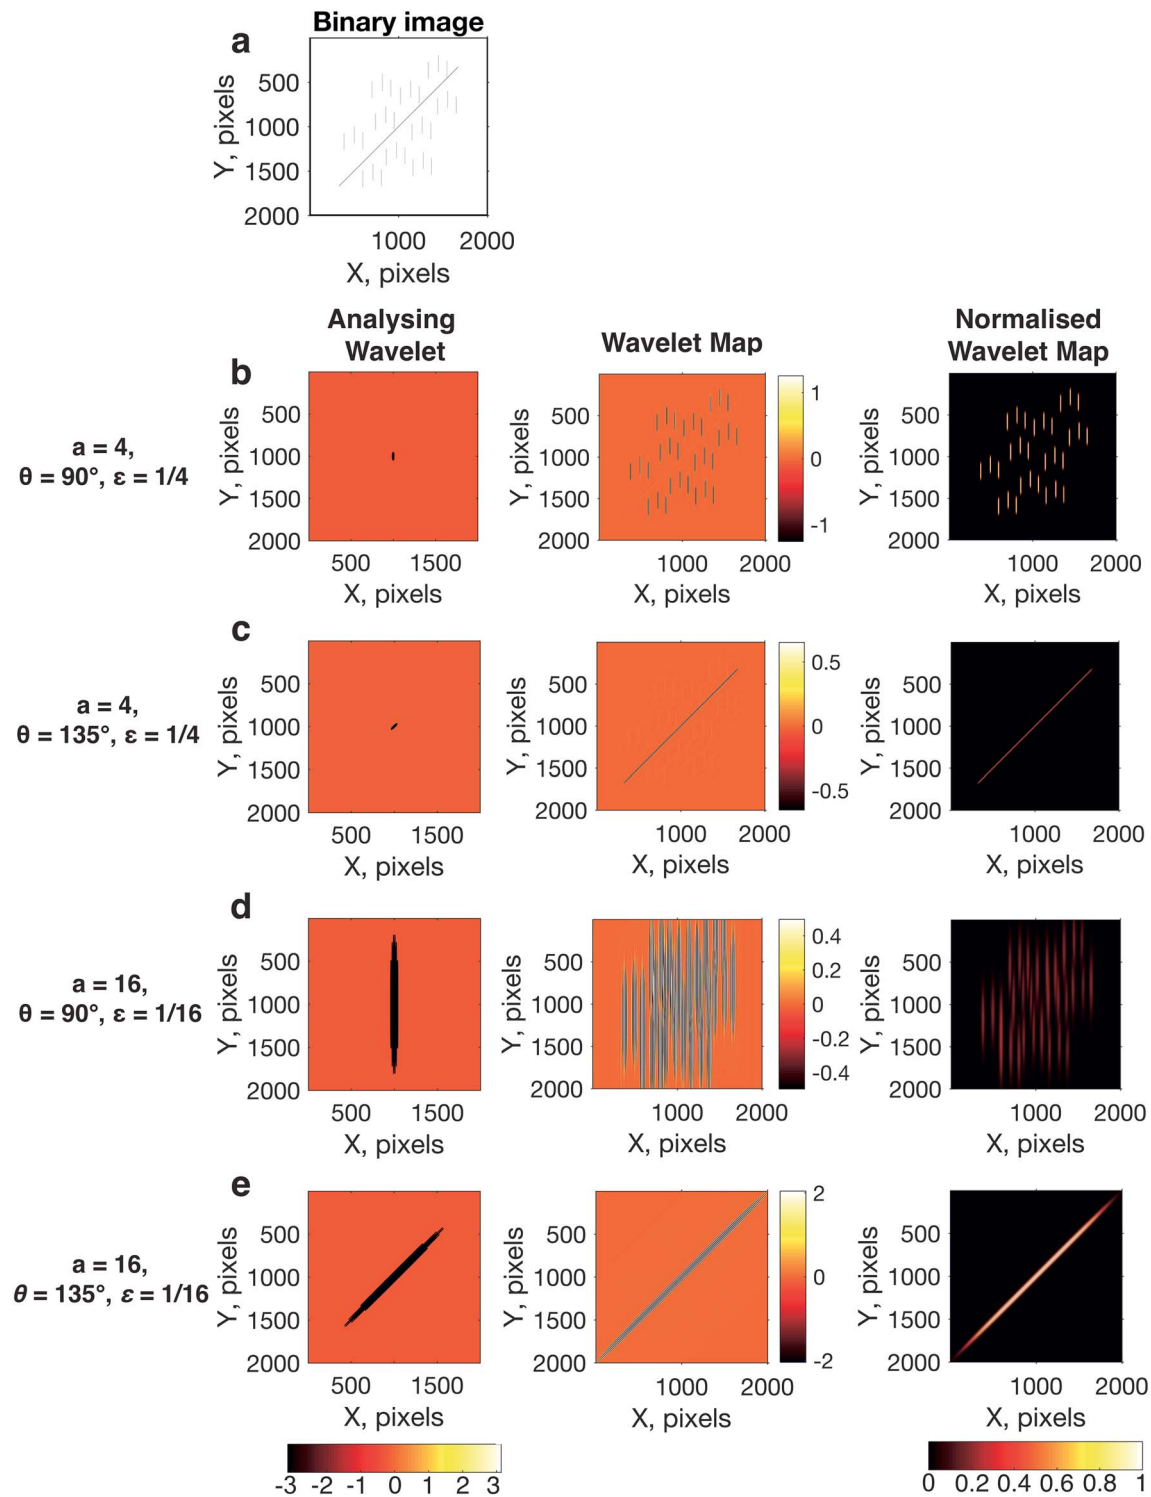 a
Binary image
500
1000
1500
2000
Y, pixels
1000 2000
X, pixels
Analysing
Wavelet
Wavelet Map
Normalised
Wavelet Map
b
a = 4,
θ = 90°, ε = 1/4
500
1000
1500
2000
Y, pixels
500 1500
X, pixels
500
1000
1500
2000
Y, pixels
1000 2000
X, pixels
1
0
-1
500
1000
1500
2000
Y, pixels
1000 2000
X, pixels
c
a = 4,
θ = 135°, ε = 1/4
500
1000
1500
2000
Y, pixels
500 1500
X, pixels
500
1000
1500
2000
Y, pixels
1000 2000
X, pixels
0.5
0
-0.5
500
1000
1500
2000
Y, pixels
1000 2000
X, pixels
d
a = 16,
θ = 90°, ε = 1/16
500
1000
1500
2000
Y, pixels
500 1500
X, pixels
500
1000
1500
2000
Y, pixels
1000 2000
X, pixels
0.4
0.2
0
-0.2
-0.4
500
1000
1500
2000
Y, pixels
1000 2000
X, pixels
e
a = 16,
θ = 135°, ε = 1/16
500
1000
1500
2000
Y, pixels
500 1500
X, pixels
500
1000
1500
2000
Y, pixels
1000 2000
X, pixels
2
0
-2
500
1000
1500
2000
Y, pixels
1000 2000
X, pixels
-3 -2 -1 0 1 2 3
0 0.2 0.4 0.6 0.8 1